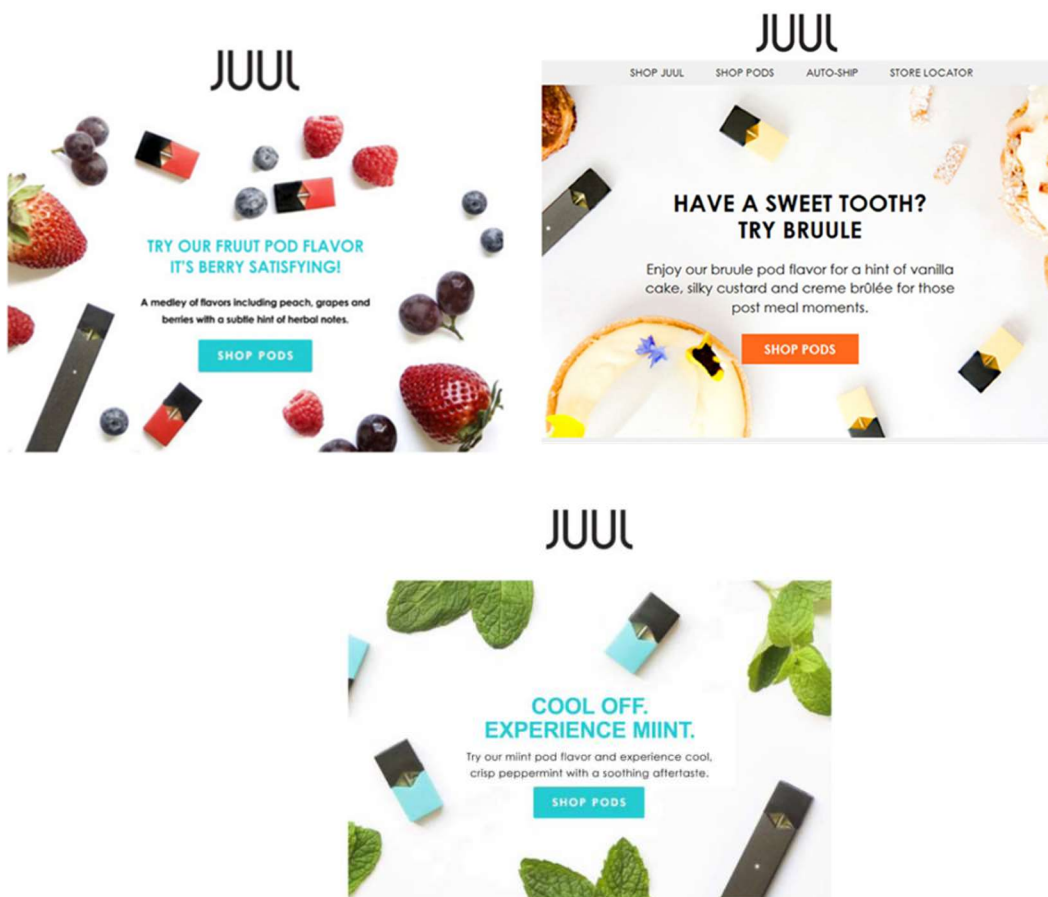 JUUL
TRY OUR FRUUT POD FLAVOR
IT'S BERRY SATISFYING!
A medley of flavors including peach, grapes and
berries with a subtle hint of herbal notes.
SHOP PODS
JUUL
SHOP JUUL SHOP PODS AUTO-SHIP STORE LOCATOR
HAVE A SWEET TOOTH?
TRY BRUULE
Enjoy our bruule pod flavor for a hint of vanilla
cake, silky custard and creme brûlée for those
post meal moments.
SHOP PODS
JUUL
COOL OFF.
EXPERIENCE MIINT.
Try our miint pod flavor and experience cool,
crisp peppermint with a soothing aftertaste.
SHOP PODS